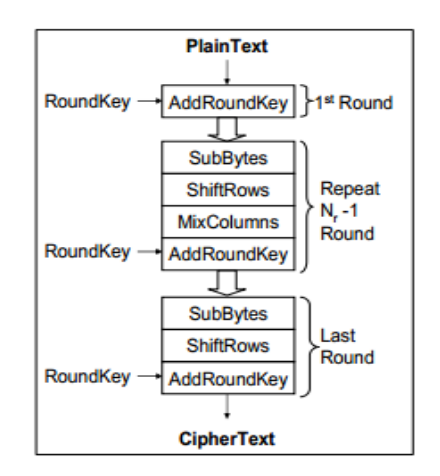 PlainText
RoundKey AddRoundKey 1st Round
SubBytes
ShiftRows
MixColumns
RoundKey AddRoundKey
Repeat
Nr -1
Round
SubBytes
ShiftRows
RoundKey AddRoundKey
Last
Round
CipherText